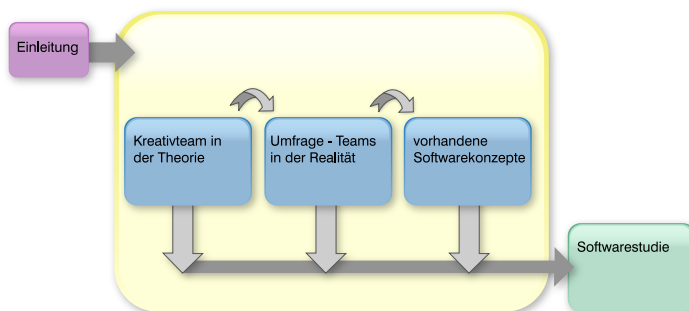 Einleitung
Kreativteam in
der Theorie
Umfrage - Teams
in der Realität
vorhandene
Softwarekonzepte
Softwarestudie